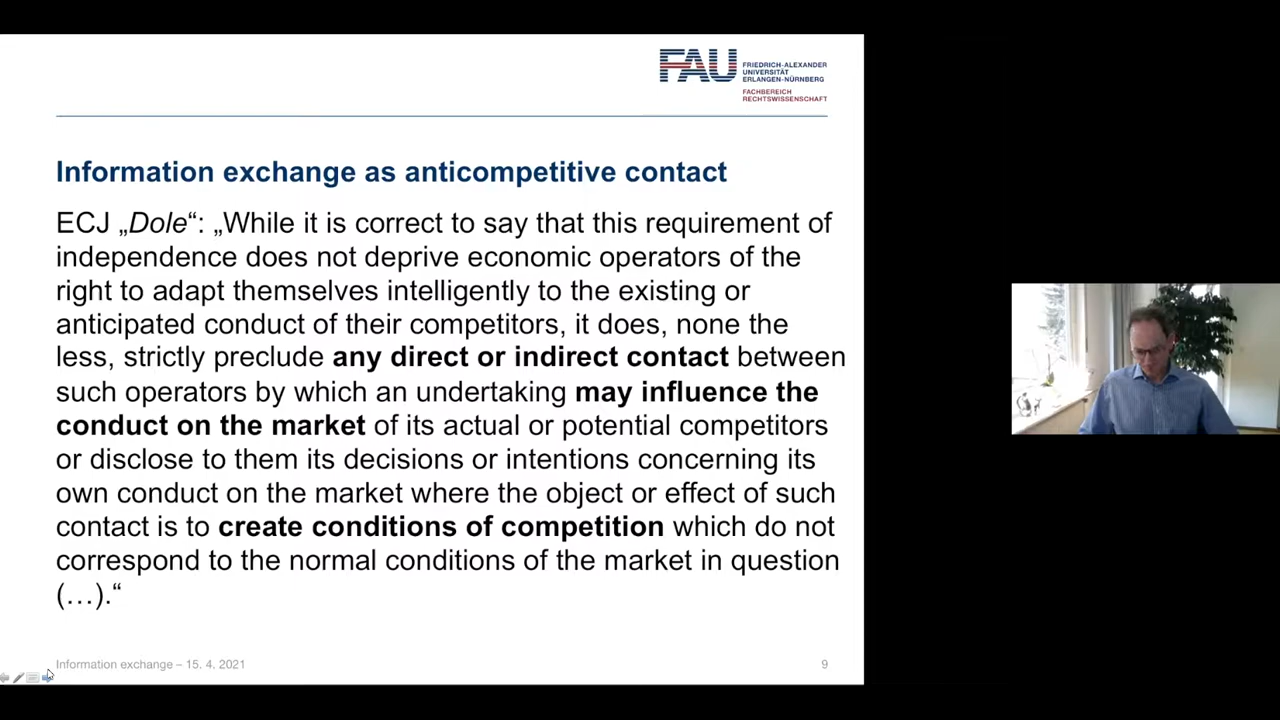 FAU
FRIEDRICH-ALEXANDER
UNIVERSITÄT
ERLANGEN-NÜRNBERG
FACHBEREICH
RECHTSWISSENSCHAFT
Information exchange as anticompetitive contact
ECJ „Dole“: „While it is correct to say that this requirement of
independence does not deprive economic operators of the
right to adapt themselves intelligently to the existing or
anticipated conduct of their competitors, it does, none the
less, strictly preclude any direct or indirect contact between
such operators by which an undertaking may influence the
conduct on the market of its actual or potential competitors
or disclose to them its decisions or intentions concerning its
own conduct on the market where the object or effect of such
contact is to create conditions of competition which do not
correspond to the normal conditions of the market in question
(…).“
Information exchange – 15. 4. 2021
9